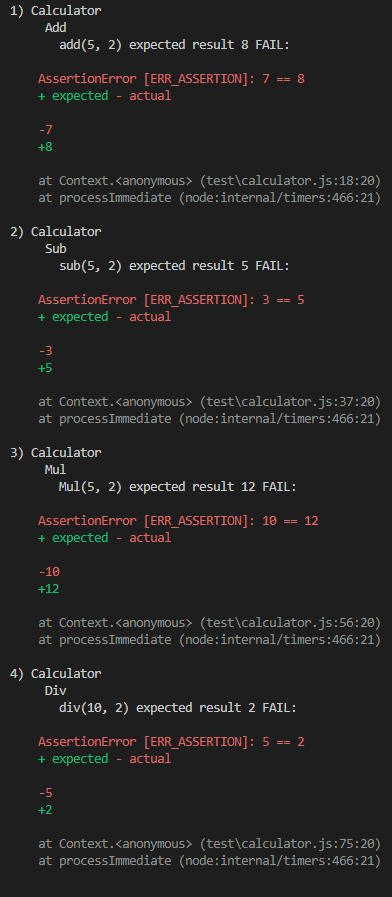 1) Calculator
Add
add(5, 2) expected result 8 FAIL:
AssertionError [ERR_ASSERTION]: 7 == 8
+ expected - actual
-7
+8
at Context.<anonymous> (test\calculator.js:18:20)
at processImmediate (node:internal/timers:466:21)
2) Calculator
Sub
sub(5, 2) expected result 5 FAIL:
AssertionError [ERR_ASSERTION]: 3 == 5
+ expected - actual
-3
+5
at Context.<anonymous> (test\calculator.js:37:20)
at processImmediate (node:internal/timers:466:21)
3) Calculator
Mul
Mul(5, 2) expected result 12 FAIL:
AssertionError [ERR_ASSERTION]: 10 == 12
+ expected - actual
-10
+12
at Context.<anonymous> (test\calculator.js:56:20)
at processImmediate (node:internal/timers:466:21)
4) Calculator
Div
div(10, 2) expected result 2 FAIL:
AssertionError [ERR_ASSERTION]: 5 == 2
+ expected - actual
-5
+2
at Context.<anonymous> (test\calculator.js:75:20)
at processImmediate (node:internal/timers:466:21)